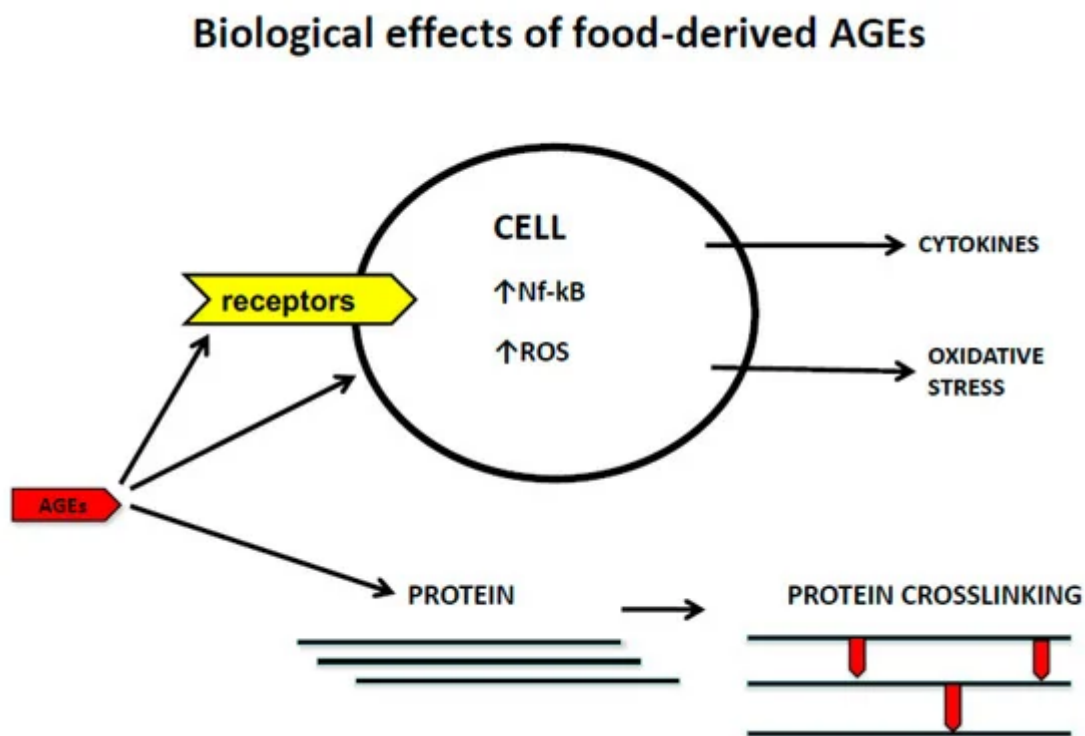 Biological effects of food-derived AGEs
CELL
↑Nf-kB
↑ROS
receptors
CYTOKINES
OXIDATIVE
STRESS
AGEs
PROTEIN
PROTEIN CROSSLINKING